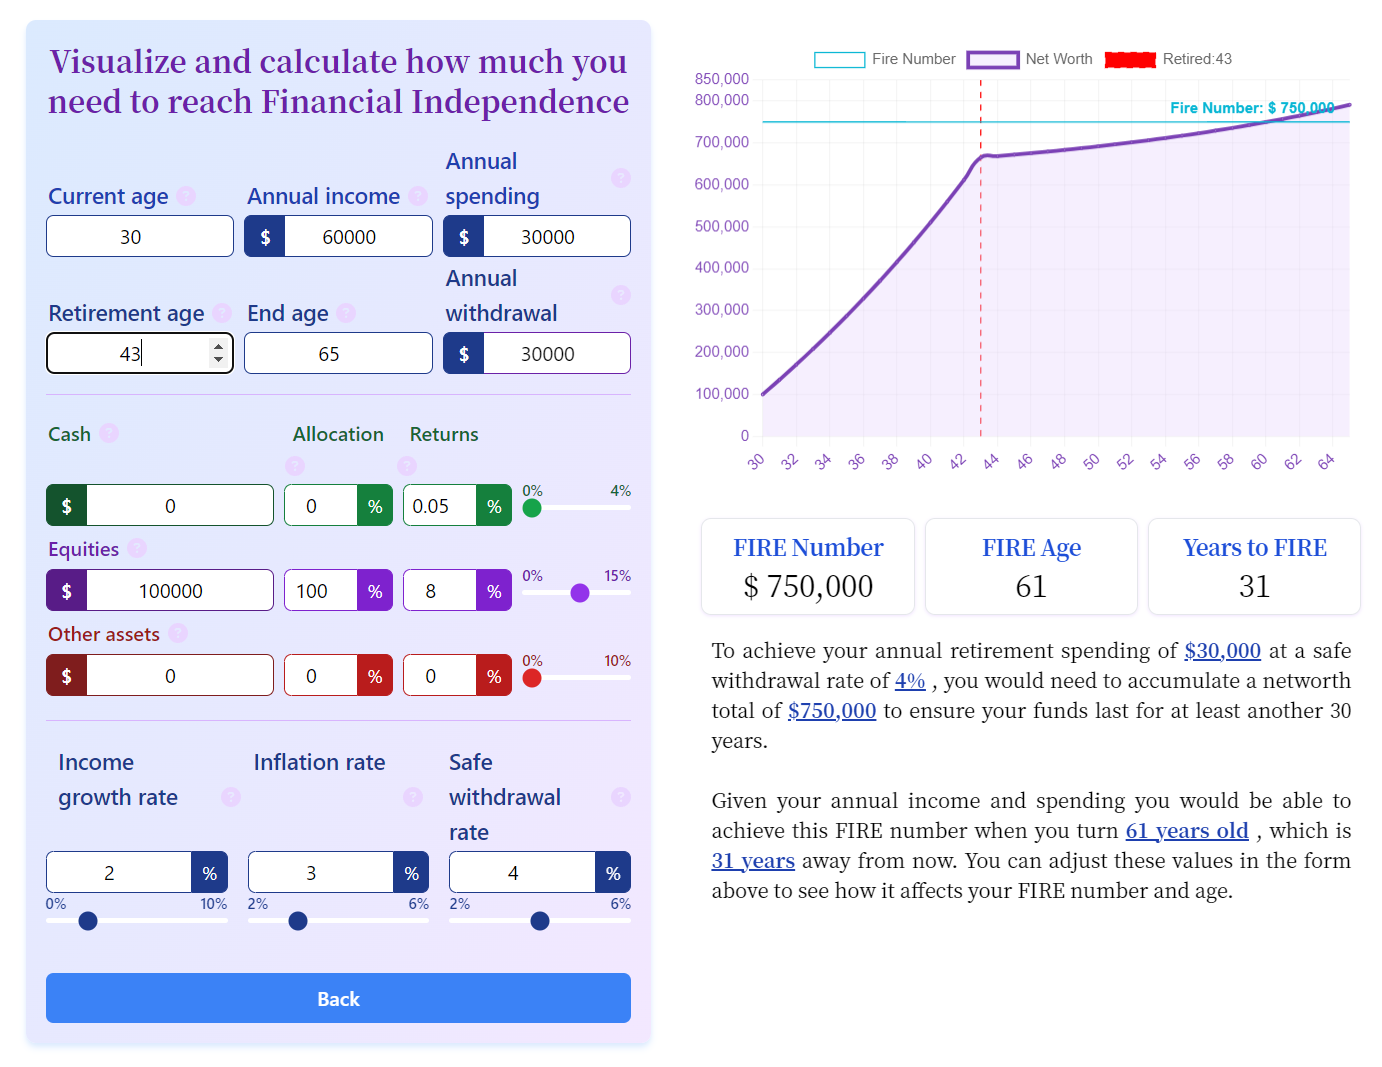 Visualize and calculate how much you
need to reach Financial Independence
Current age ?
Annual income ?
Annual
spending ?
30
$ 60000
$ 30000
Retirement age ?
End age ?
Annual
withdrawal ?
43
65
$ 30000
Cash ?
Allocation ?
Returns ?
$ 0
0 %
0.05 %
0% 4%
Equities ?
$ 100000
100 %
8 %
0% 15%
Other assets ?
$ 0
0 %
0 %
0% 10%
Income
growth rate ?
Inflation rate ?
Safe
withdrawal
rate ?
2 %
3 %
4 %
0% 10%
2% 6%
2% 6%
Back
Fire Number Net Worth Retired:43
850,000
800,000
700,000
600,000
500,000
400,000
300,000
200,000
100,000
0
Fire Number: $ 750,000
30 32 34 36 38 40 42 44 46 48 50 52 54 56 58 60 62 64
FIRE Number
$ 750,000
FIRE Age
61
Years to FIRE
31
To achieve your annual retirement spending of $30,000 at a safe
withdrawal rate of 4% , you would need to accumulate a networth
total of $750,000 to ensure your funds last for at least another 30
years.
Given your annual income and spending you would be able to
achieve this FIRE number when you turn 61 years old , which is
31 years away from now. You can adjust these values in the form
above to see how it affects your FIRE number and age.